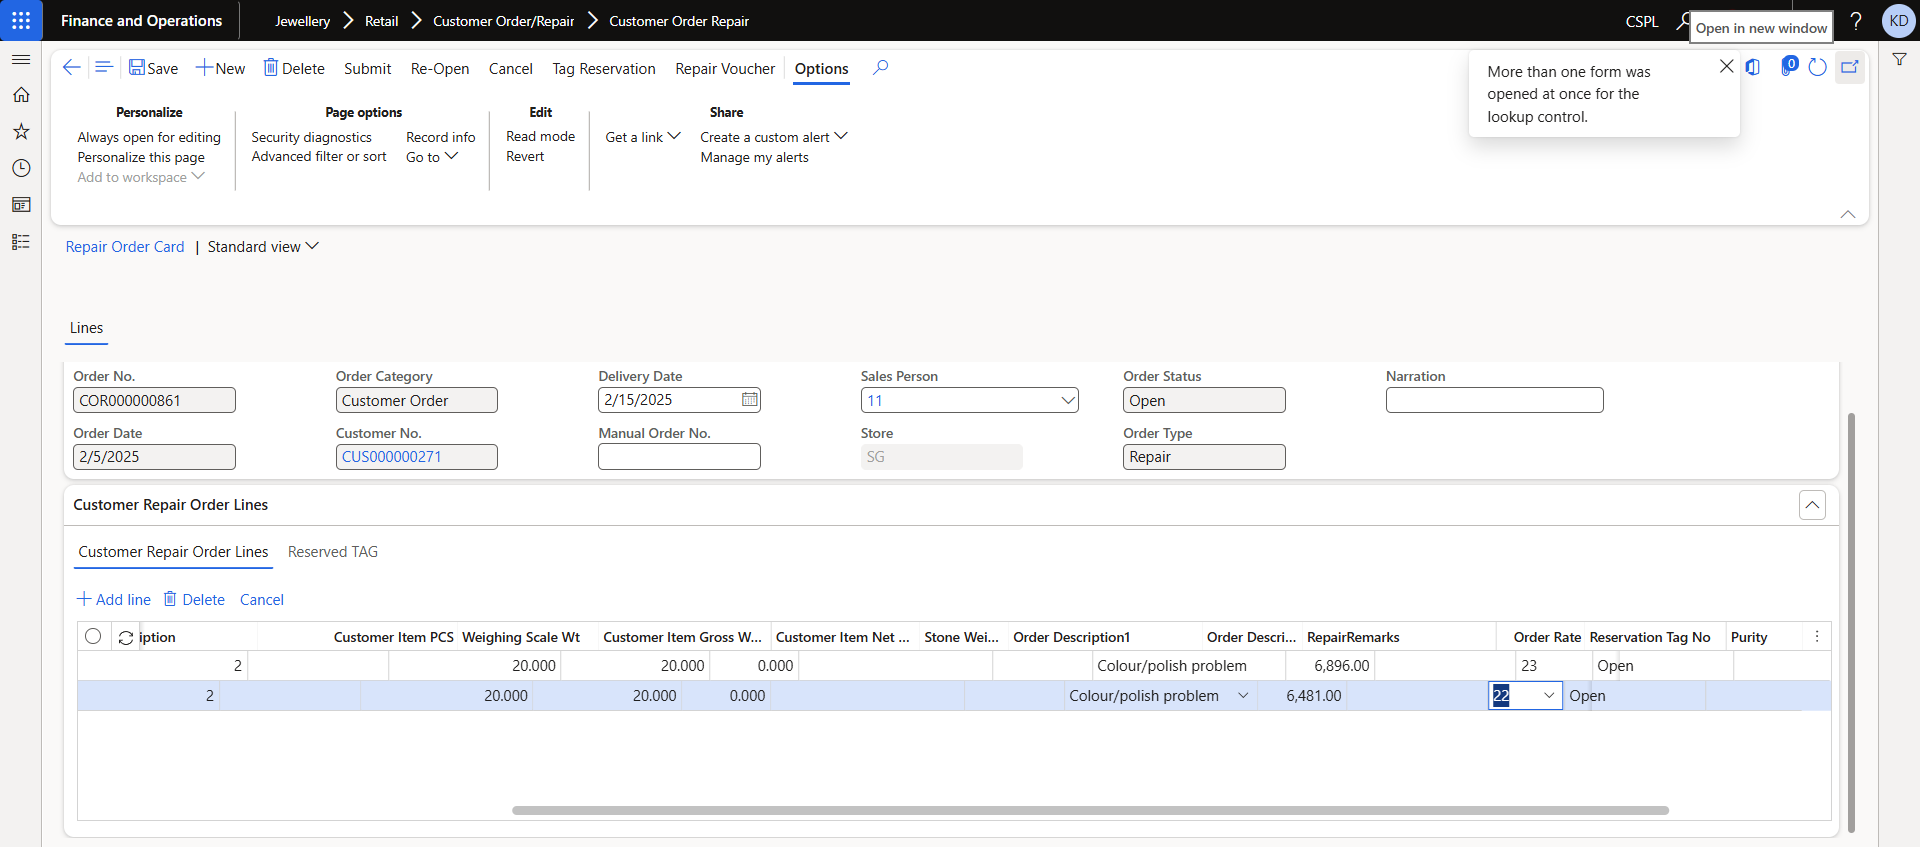 Finance and Operations
Jewellery
Retail
Customer Order/Repair
Customer Order Repair
CSPL
Open in new window
?
KD
Save
New
Delete
Submit
Re-Open
Cancel
Tag Reservation
Repair Voucher
Options
0
More than one form was
opened at once for the
lookup control.
Personalize
Always open for editing
Personalize this page
Add to workspace
Page options
Security diagnostics
Advanced filter or sort
Record info
Go to
Edit
Read mode
Revert
Get a link
Share
Create a custom alert
Manage my alerts
Repair Order Card | Standard view
Lines
Order No. Order Category Delivery Date Sales Person Order Status Narration
COR000000861 Customer Order 2/15/2025 11 Open
Order Date Customer No. Manual Order No. Store Order Type
2/5/2025 CUS000000271 SG Repair
Customer Repair Order Lines
Customer Repair Order Lines Reserved TAG
Add line Delete Cancel
iption Customer Item PCS Weighing Scale Wt Customer Item Gross W... Customer Item Net ... Stone Wei... Order Description1 Order Descri... RepairRemarks Order Rate Reservation Tag No Purity
2 20.000 20.000 0.000 Colour/polish problem 6,896.00 23 Open
2 20.000 20.000 0.000 Colour/polish problem 6,481.00 22 Open